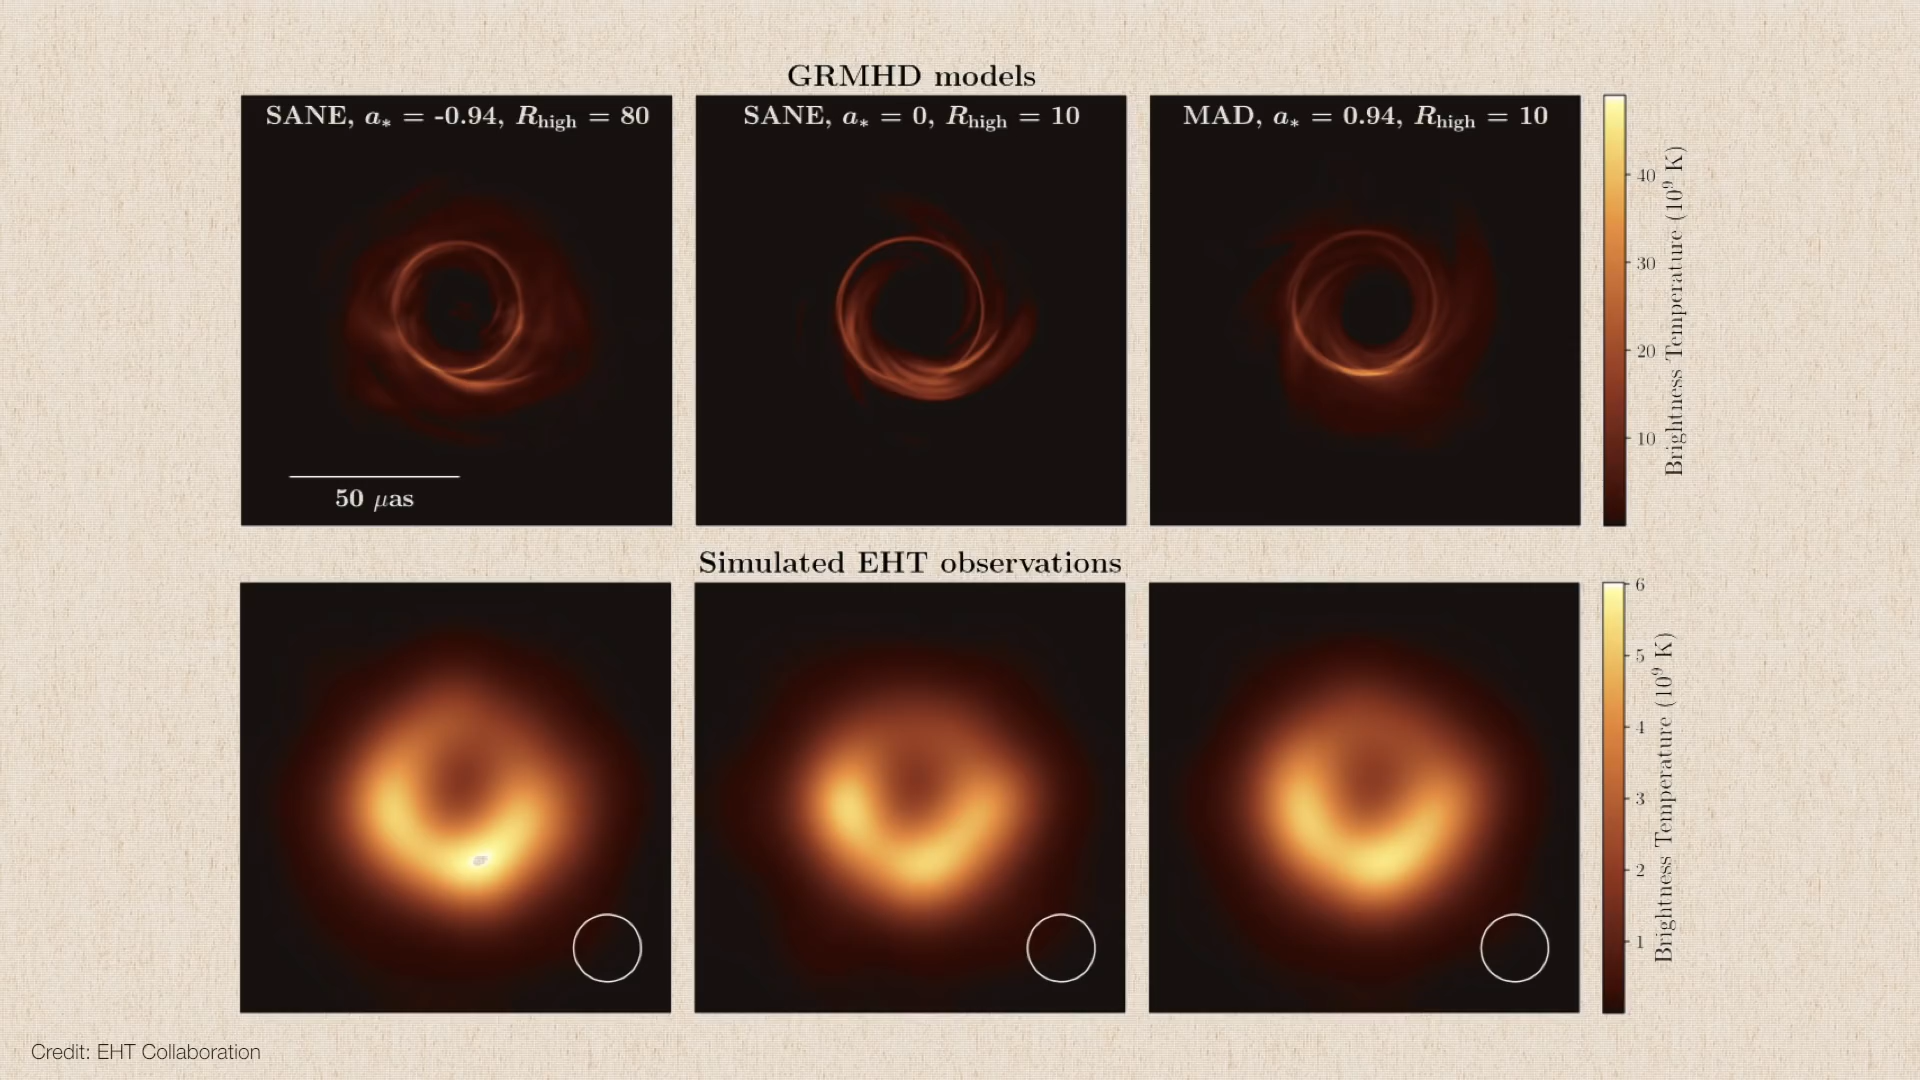 GRMHD models
SANE, a* = -0.94, Rhigh = 80
SANE, a* = 0, Rhigh = 10
MAD, a* = 0.94, Rhigh = 10
50 μas
40
30
20
10
Brightness Temperature (10⁹ K)
Simulated EHT observations
6
5
4
3
2
1
Brightness Temperature (10⁹ K)
Credit: EHT Collaboration